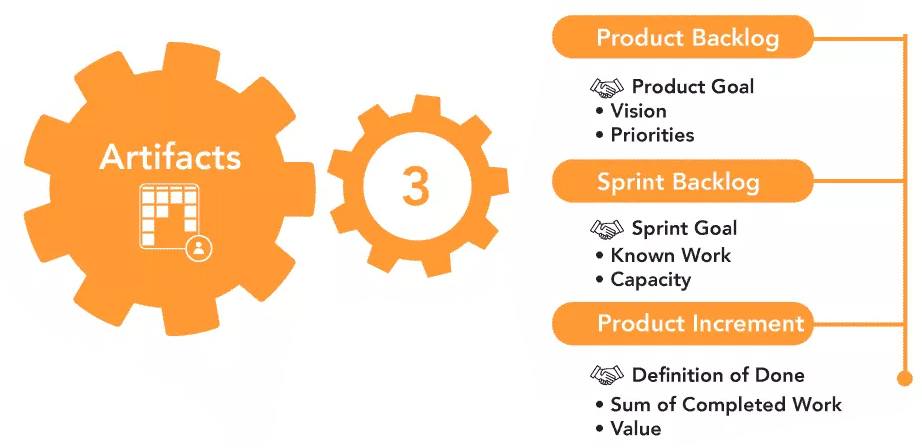 Artifacts
3
Product Backlog
Product Goal
• Vision
• Priorities
Sprint Backlog
Sprint Goal
• Known Work
• Capacity
Product Increment
Definition of Done
• Sum of Completed Work
• Value